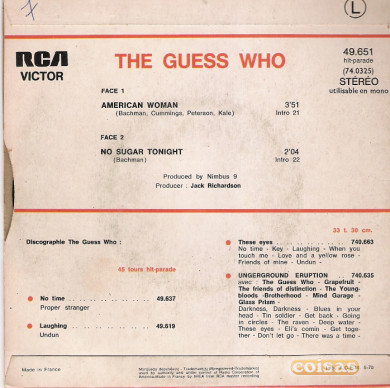 L
RCA
VICTOR
THE GUESS WHO
49.651
hit-parade
(74.0325)
STÉRÉO
utilisable en mono
FACE 1
AMERICAN WOMAN 3'51
(Bachman, Cummings, Peterson, Kale) Intro 21
FACE 2
NO SUGAR TONIGHT 2'04
(Bachman) Intro 22
Produced by Nimbus 9
Producer : Jack Richardson
Discographie The Guess Who :
45 tours hit-parade
No time 49.637
Proper stranger
Laughing 49.619
Undun
33 t. 30 cm.
These eyes 740.663
No time - Key - Laughing - When you
touch me - Love and a yellow rose -
Friends of mine - Undun
UNGERGROUND ERUPTION 740.635
avec : The Guess Who - Grapefruit -
The friends of distinction - The Young-
bloods - Brotherhood - Mind Garage -
Glass Prism
Darkness, Darkness - Blues in your
head - Tin soldier - Get back - Going
in circles - The raven - Deep water -
These eyes - Eli's comin - Get toge-
ther - Don't let go - There was a time -
Made in France
coisas